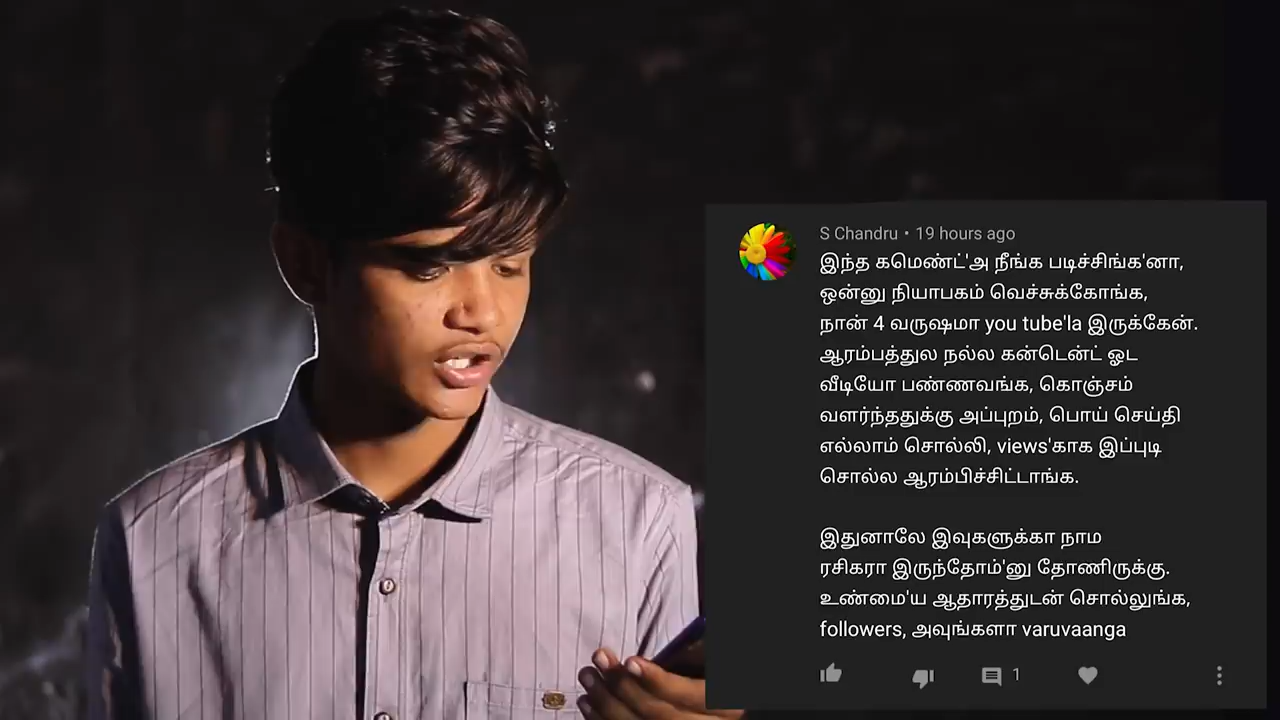 S Chandru • 19 hours ago
இந்த கமெண்ட்'அ நீங்க படிச்சிங்க'னா,
ஒன்னு நியாபகம் வெச்சுக்கோங்க,
நான் 4 வருஷமா you tube'la இருக்கேன்.
ஆரம்பத்துல நல்ல கன்டென்ட் ஓட
வீடியோ பண்ணவங்க, கொஞ்சம்
வளர்ந்ததுக்கு அப்புறம், பொய் செய்தி
எல்லாம் சொல்லி, views'காக இப்புடி
சொல்ல ஆரம்பிச்சிட்டாங்க.
இதுனாலே இவுகளுக்கா நாம
ரசிகரா இருந்தோம்'னு தோணிருக்கு.
உண்மை'ய ஆதாரத்துடன் சொல்லுங்க,
followers, அவுங்களா varuvaanga
1